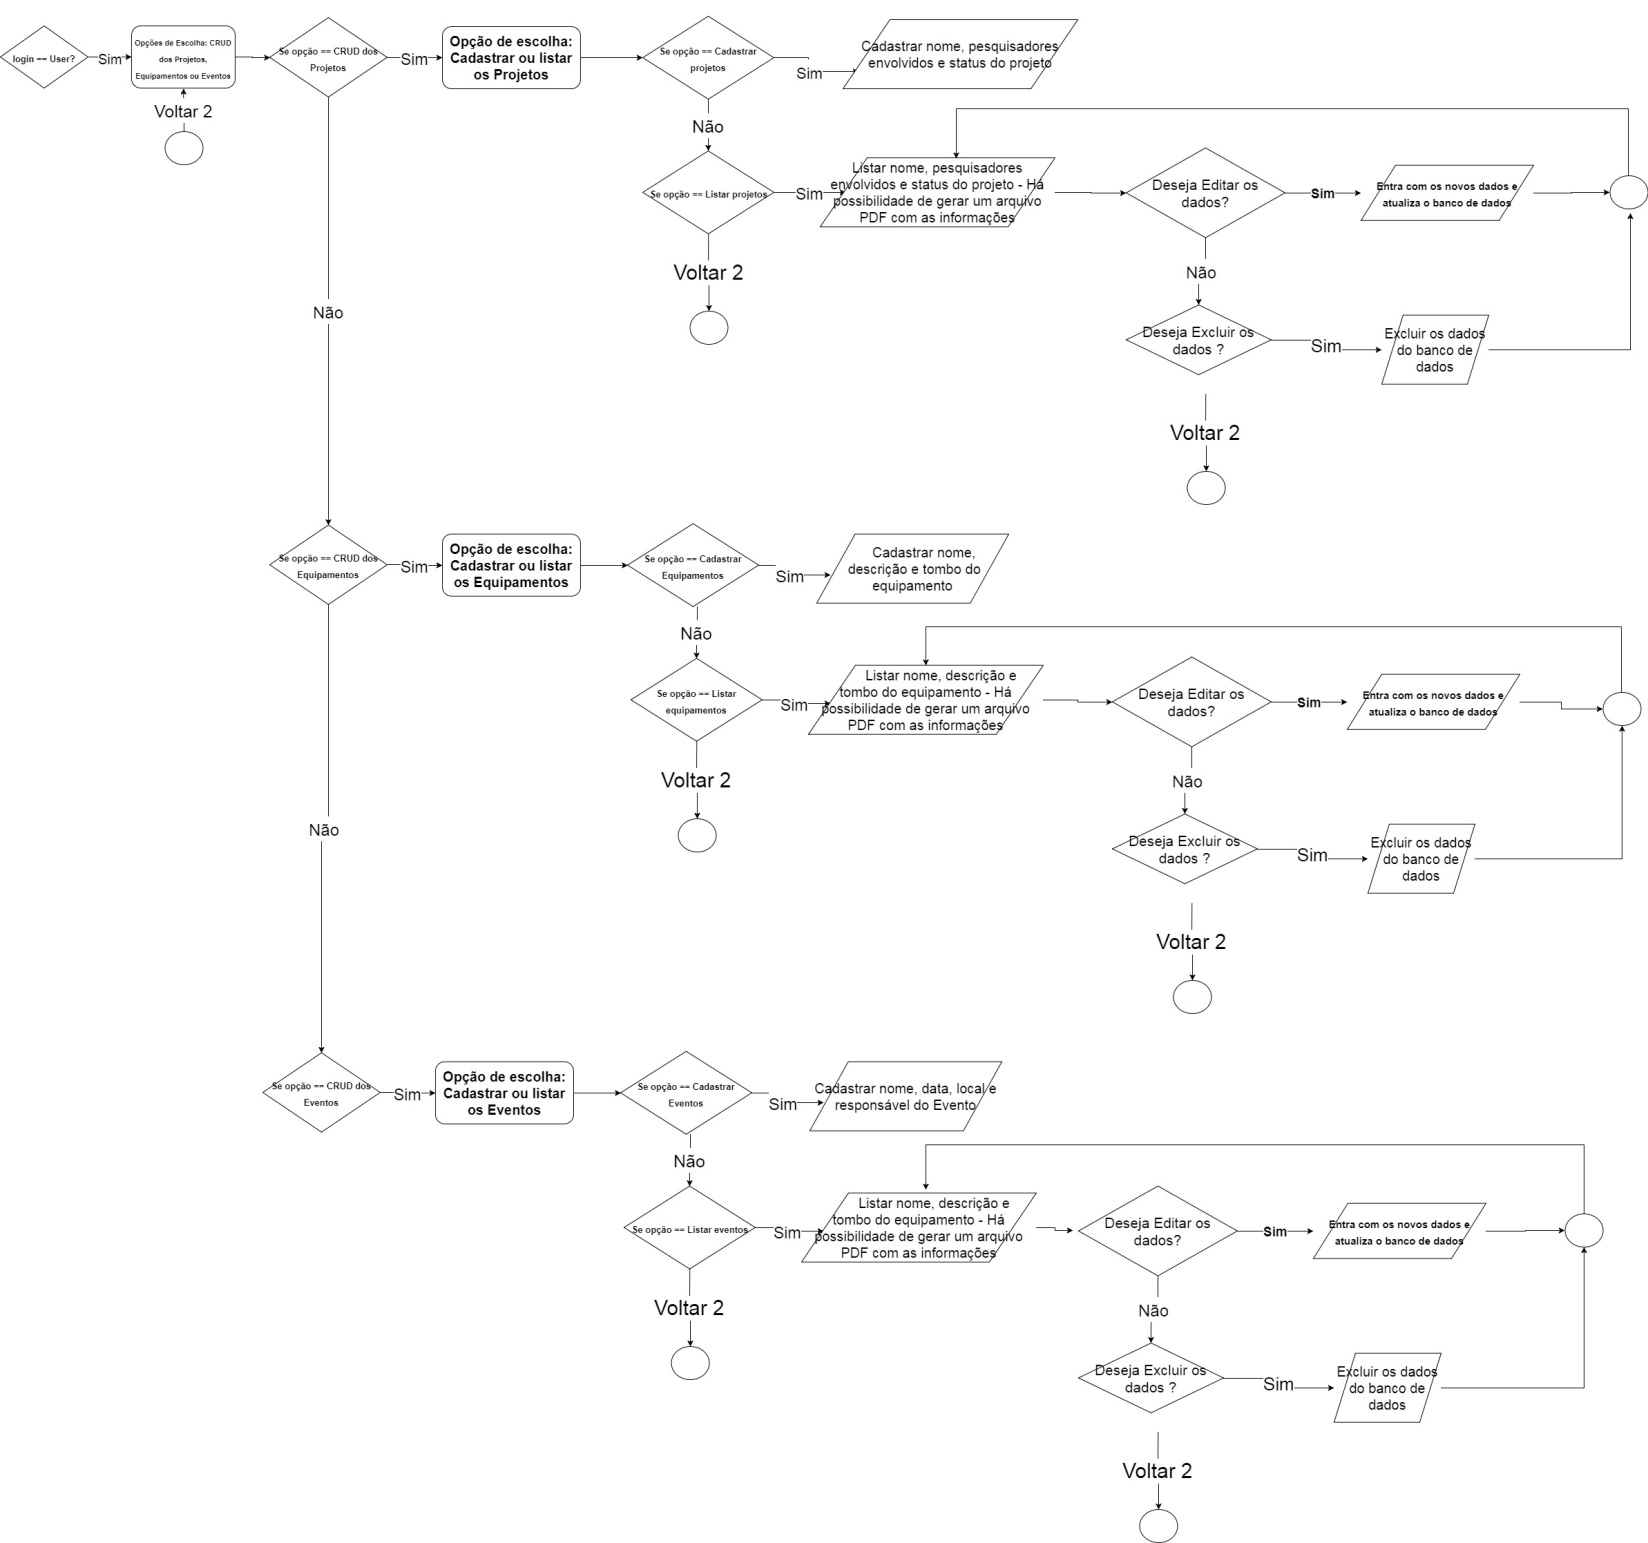 login == User?
Sim
Opções de Escolha: CRUD
dos Projetos,
Equipamentos ou Eventos
Voltar 2
Se opção == CRUD dos
Projetos
Sim
Opção de escolha:
Cadastrar ou listar
os Projetos
Se opção == Cadastrar
projetos
Sim
Cadastrar nome, pesquisadores
envolvidos e status do projeto
Não
Se opção == Listar projetos
Sim
Listar nome, pesquisadores
envolvidos e status do projeto - Há
possibilidade de gerar um arquivo
PDF com as informações
Deseja Editar os
dados?
Sim
Entra com os novos dados e
atualiza o banco de dados
Voltar 2
Não
Deseja Excluir os
dados ?
Sim
Excluir os dados
do banco de
dados
Voltar 2
Não
Se opção == CRUD dos
Equipamentos
Sim
Opção de escolha:
Cadastrar ou listar
os Equipamentos
Se opção == Cadastrar
Equipamentos
Sim
Cadastrar nome,
descrição e tombo do
equipamento
Não
Se opção == Listar
equipamentos
Sim
Listar nome, descrição e
tombo do equipamento - Há
possibilidade de gerar um arquivo
PDF com as informações
Deseja Editar os
dados?
Sim
Entra com os novos dados e
atualiza o banco de dados
Voltar 2
Não
Deseja Excluir os
dados ?
Sim
Excluir os dados
do banco de
dados
Voltar 2
Não
Se opção == CRUD dos
Eventos
Sim
Opção de escolha:
Cadastrar ou listar
os Eventos
Se opção == Cadastrar
Eventos
Sim
Cadastrar nome, data, local e
responsável do Evento
Não
Se opção == Listar eventos
Sim
Listar nome, descrição e
tombo do equipamento - Há
possibilidade de gerar um arquivo
PDF com as informações
Deseja Editar os
dados?
Sim
Entra com os novos dados e
atualiza o banco de dados
Voltar 2
Não
Deseja Excluir os
dados ?
Sim
Excluir os dados
do banco de
dados
Voltar 2